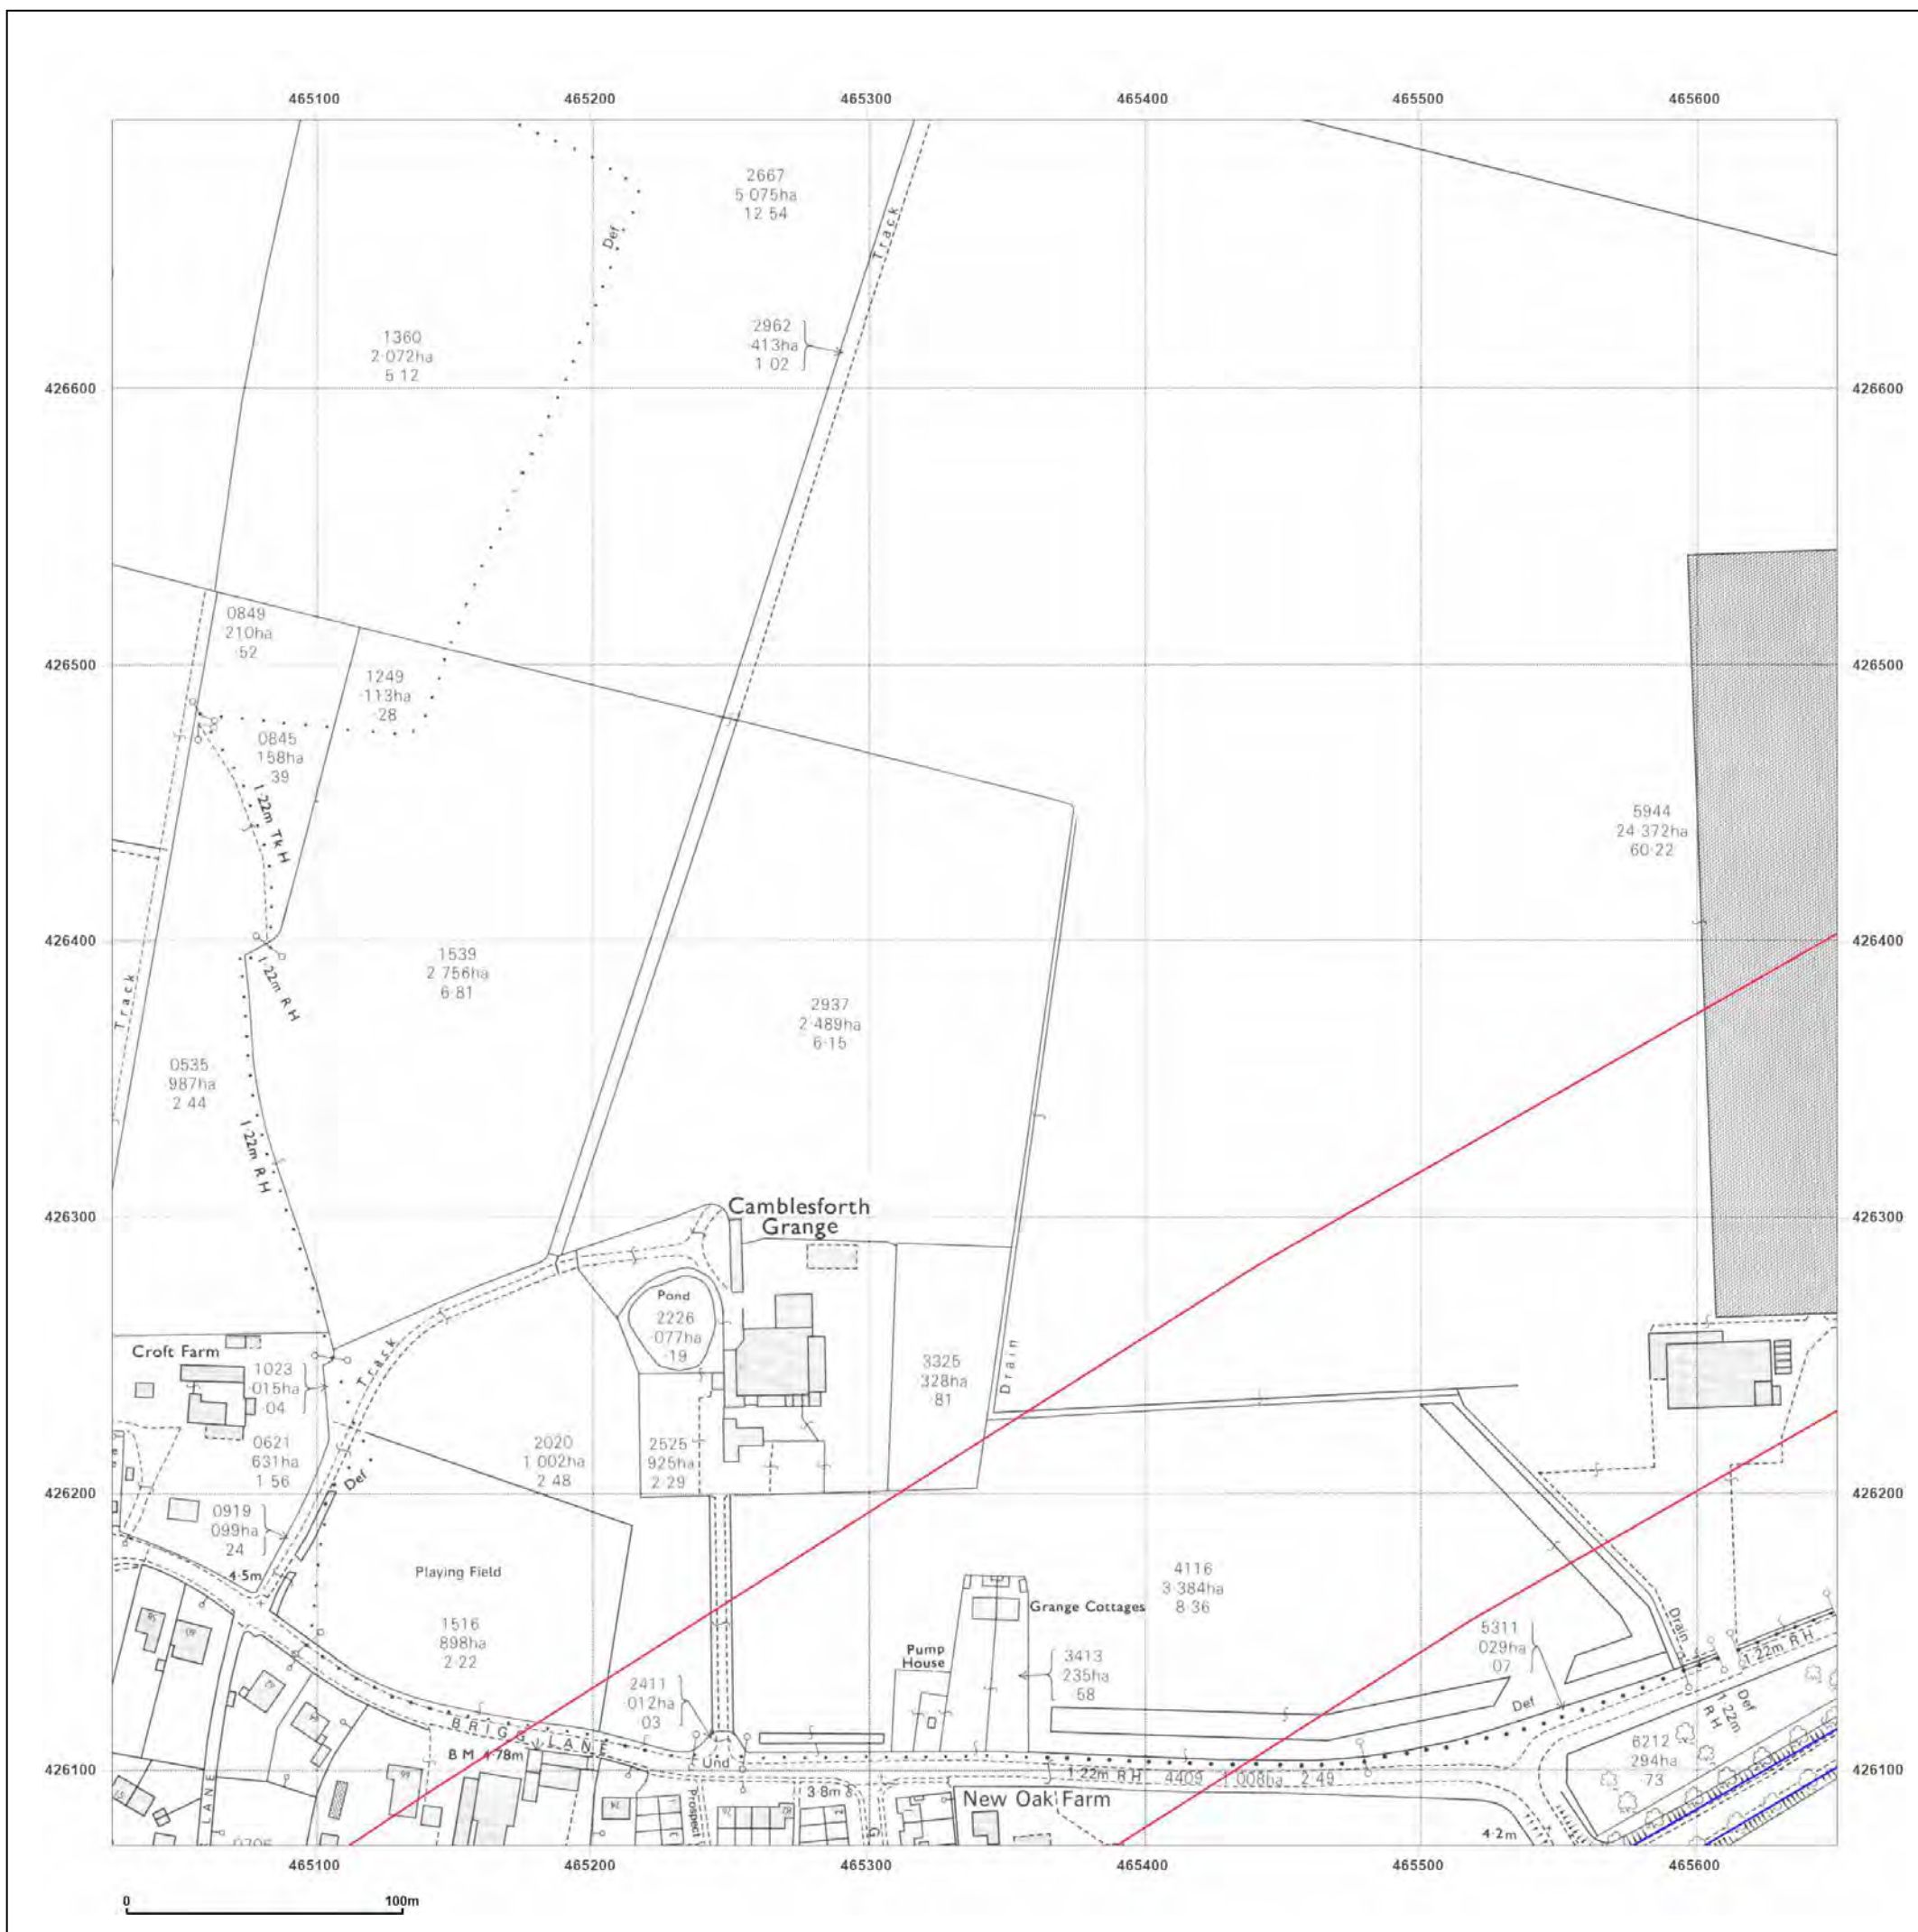 465100 465200 465300 465400 465500 465600
2667
5·075ha
12 54
Def
Track
2962
·413ha
1 02
1360
2·072ha
5 12
426600 426600
0849
210ha
·52
426500 426500
1249
·113ha
·28
0845
158ha
39
1·22m Tk H
5944
24·372ha
60·22
426400 426400
1539
2 756ha
6·81
1·22m R H
Track
2937
2·489ha
6·15
0535
987ha
2 44
1·22m R H
Camblesforth
Grange
426300 426300
Pond
2226
·077ha
·19
Croft Farm
1023
·015ha
·04
Track
Drain
3325
328ha
·81
0621
631ha
1·56
2020
1 002ha
2 48
2525
925ha
2·29
Def
426200 426200
0919
099ha
24
4·5m
Playing Field
4116
3·384ha
8·36
Grange Cottages
1516
898ha
2·22
Pump
House
3413
·235ha
·58
5311
029ha
07
Drain
1·22m R H
2411
012ha
03
Def
Def
1·22m
R H
BRIGG LANE
B M 4·78m
Und
6212
294ha
·73
426100 426100
1·22m R H 4409 1·008ha 2·49
3·8m
New Oak Farm
LANE
Prospect
4·2m
465100 465200 465300 465400 465500 465600
0 100m